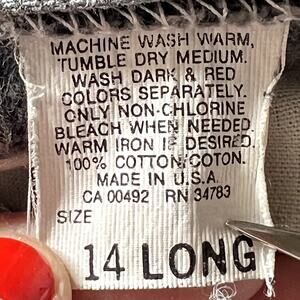 MACHINE WASH WARM,
TUMBLE DRY MEDIUM.
WASH DARK & RED
COLORS SEPARATELY.
ONLY NON-CHLORINE
BLEACH WHEN NEEDED.
WARM IRON IF DESIRED.
100% COTTON/COTON.
MADE IN U.S.A.
CA 00492 RN 34783
SIZE
14 LONG